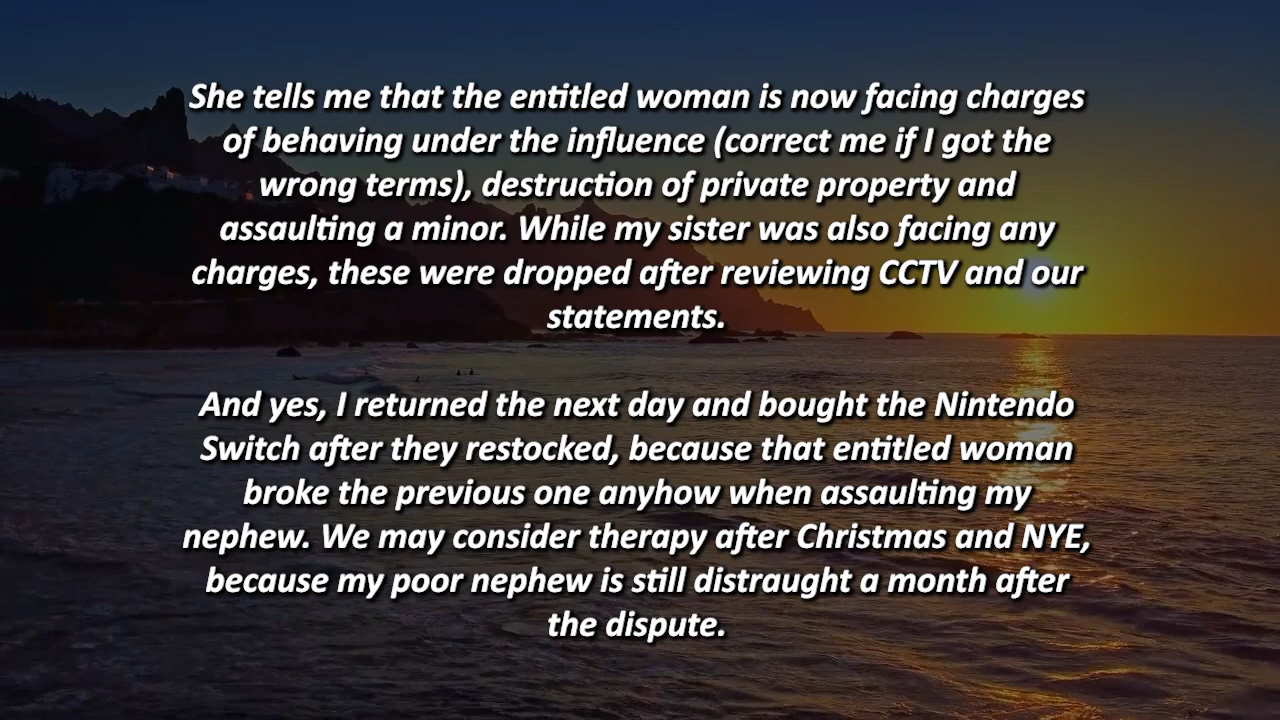 She tells me that the entitled woman is now facing charges
of behaving under the influence (correct me if I got the
wrong terms), destruction of private property and
assaulting a minor. While my sister was also facing any
charges, these were dropped after reviewing CCTV and our
statements.
And yes, I returned the next day and bought the Nintendo
Switch after they restocked, because that entitled woman
broke the previous one anyhow when assaulting my
nephew. We may consider therapy after Christmas and NYE,
because my poor nephew is still distraught a month after
the dispute.